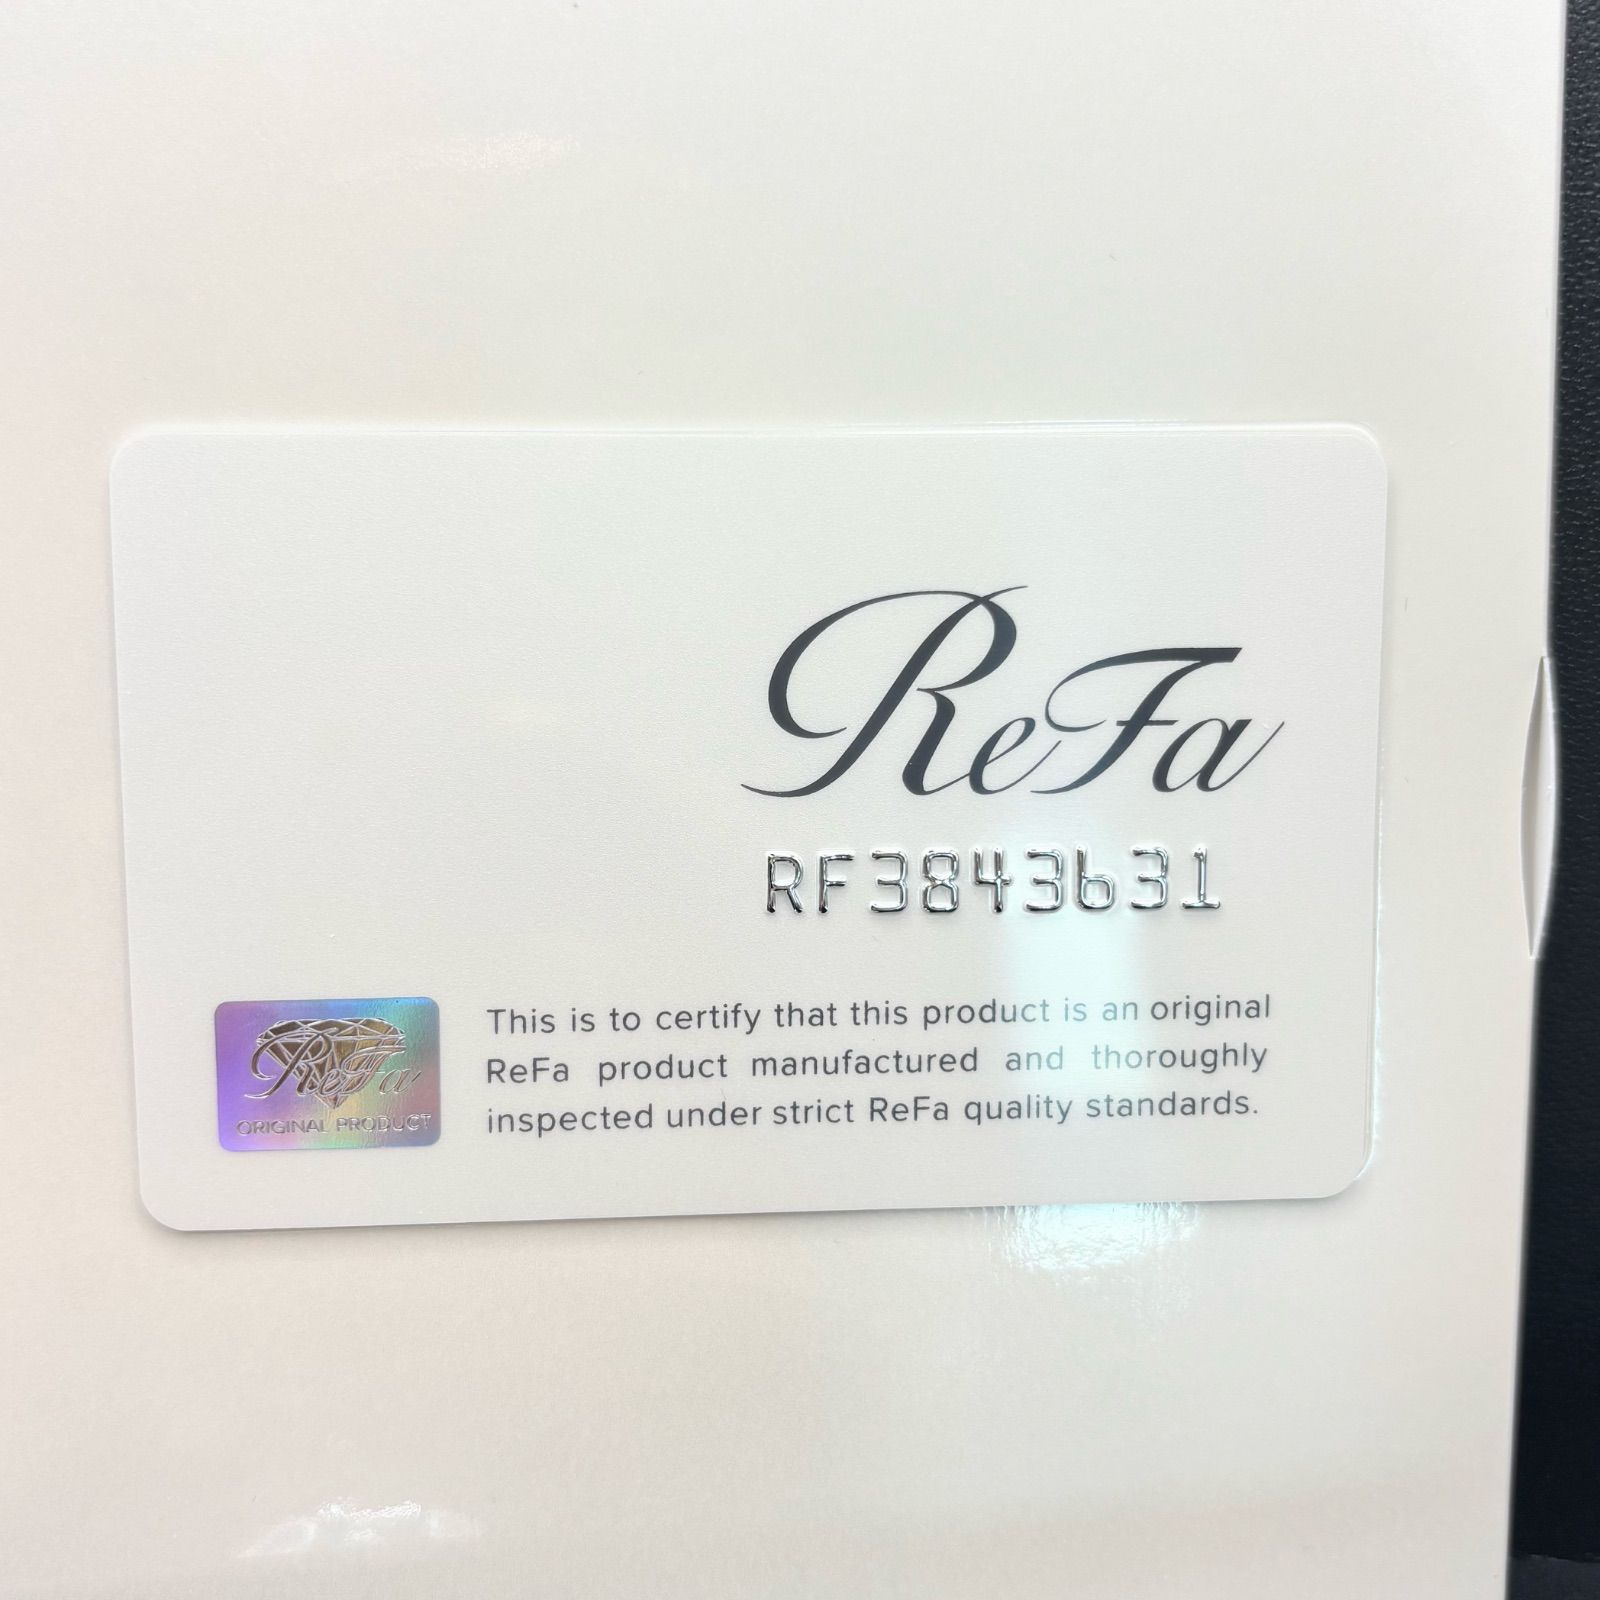 ReFa
RF3843631
ReFa
ORIGINAL PRODUCT
This is to certify that this product is an original
ReFa product manufactured and thoroughly
inspected under strict ReFa quality standards.